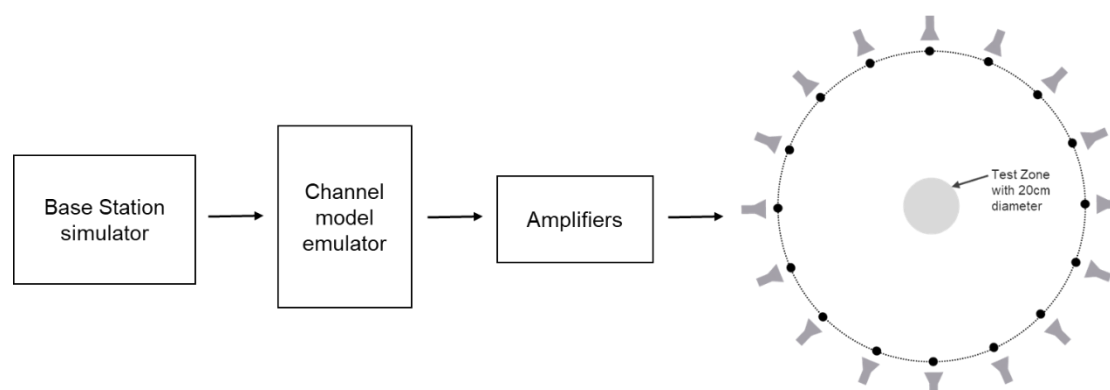 Base Station
simulator
Channel
model
emulator
Amplifiers
Test Zone
with 20cm
diameter